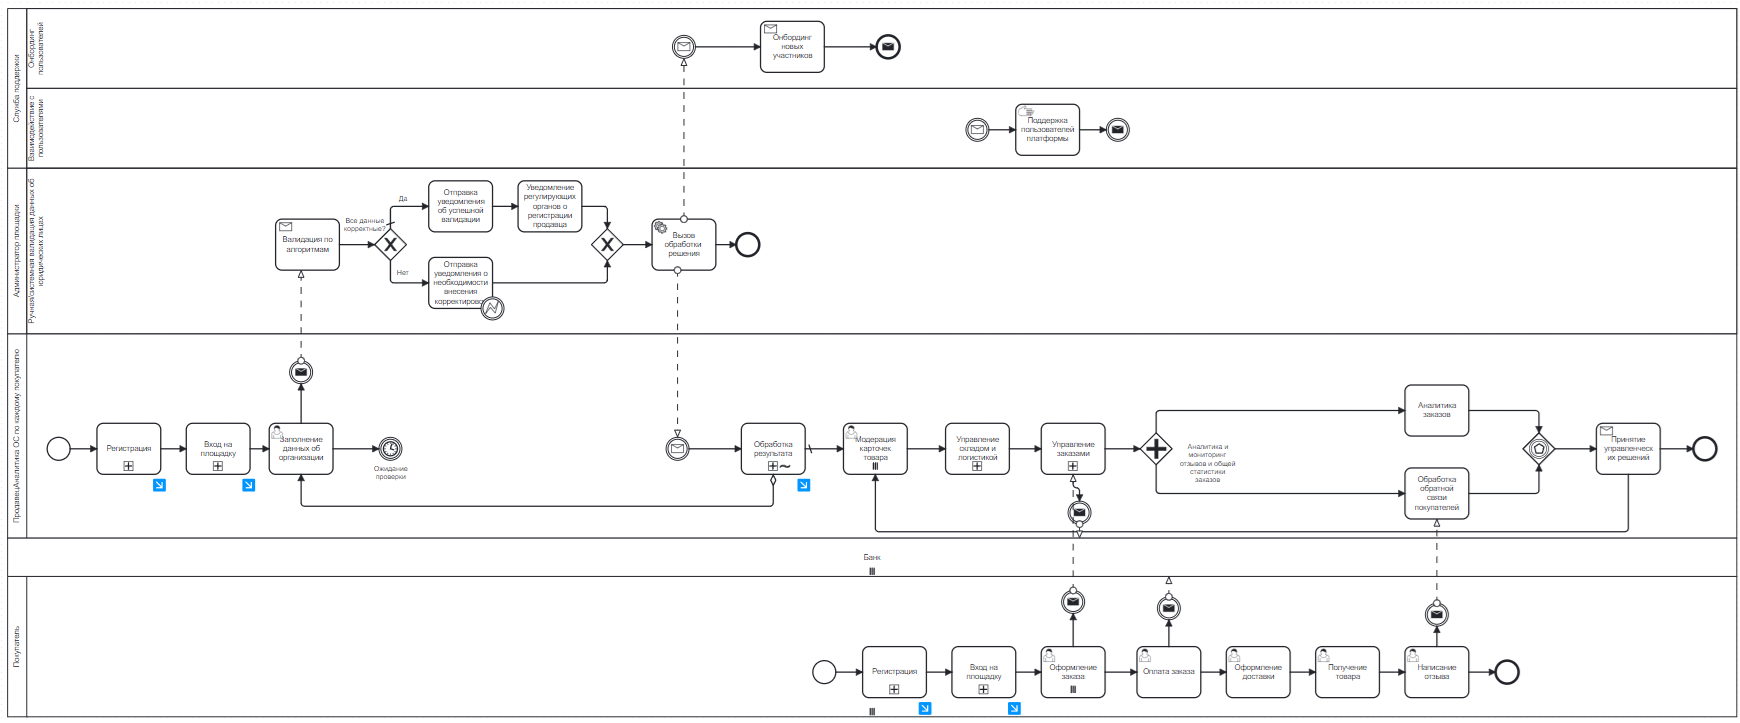 Служба поддержки
Онбординг
пользователей
Онбординг
новых
участников
Взаимодействие с
пользователями
Поддержка
пользователей
платформы
Администратор площадки
Ручная/системная валидация данных об
юридических лицах
Валидация по
алгоритмам
Все данные
корректные?
Да
Нет
Отправка
уведомления
об успешной
валидации
Уведомление
регулирующих
органов о
регистрации
продавца
Отправка
уведомления о
необходимости
внесения
корректирово
Вызов
обработки
решения
ПродавецАналитика ОС по каждому покупателю
Регистрация
Вход на
площадку
Заполнение
данных об
организации
Ожидание
проверки
Обработка
результата
Модерация
карточек
товара
Управление
складом и
логистикой
Управление
заказами
Аналитика и
мониторинг
отзывов и общей
статистики
заказов
Аналитика
заказов
Обработка
обратной
связи
покупателей
Принятие
управленческ
их решений
Банк
Покупатель
Регистрация
Вход на
площадку
Оформление
заказа
Оплата заказа
Оформление
доставки
Получение
товара
Написание
отзыва